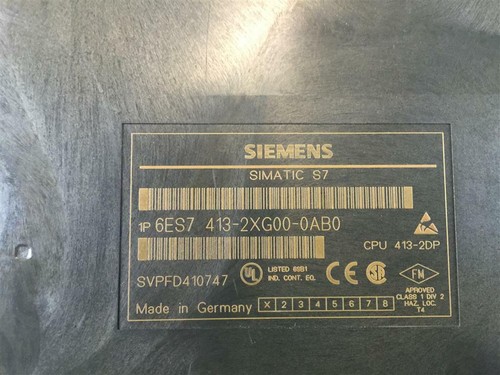 SIEMENS
SIMATIC S7
1P 6ES7 413-2XG00-0AB0
CPU 413-2DP
SVPFD410747
UL LISTED 69B1
IND. CONT. EQ.
CE
FM
APPROVED
CLASS 1 DIV 2
HAZ. LOC.
T4
Made in Germany X 2 3 4 5 6 7 8